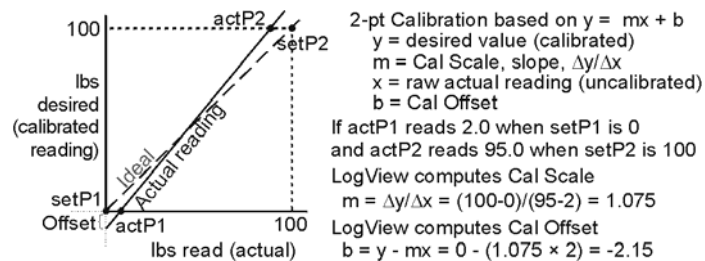 actP2
100
setP2
lbs
desired
(calibrated
reading)
Ideal
Actual reading
setP1
Offset
actP1
100
lbs read (actual)
2-pt Calibration based on y = mx + b
y = desired value (calibrated)
m = Cal Scale, slope, Δy/Δx
x = raw actual reading (uncalibrated)
b = Cal Offset
If actP1 reads 2.0 when setP1 is 0
and actP2 reads 95.0 when setP2 is 100
LogView computes Cal Scale
m = Δy/Δx = (100-0)/(95-2) = 1.075
LogView computes Cal Offset
b = y - mx = 0 - (1.075 × 2) = -2.15